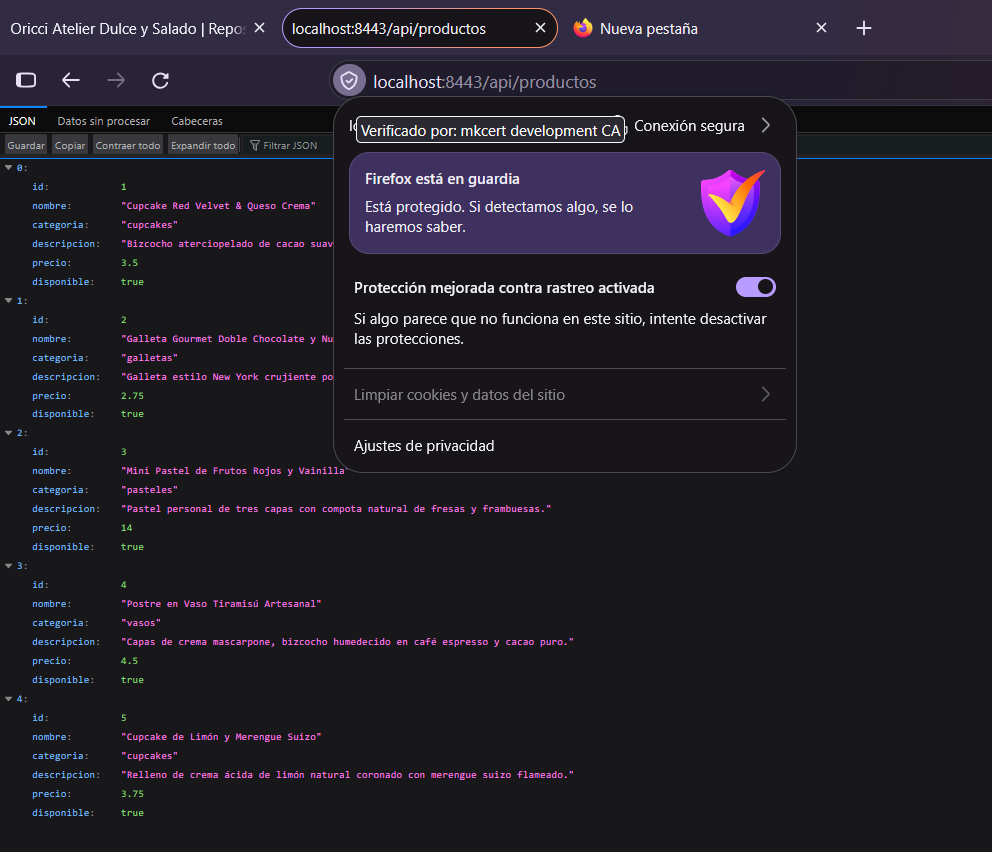 Oricci Atelier Dulce y Salado | Repos
localhost:8443/api/productos
Nueva pestaña
localhost:8443/api/productos
JSON
Datos sin procesar
Cabeceras
Verificado por: mkcert development CA
Conexión segura
Guardar
Copiar
Contraer todo
Expandir todo
Filtrar JSON
Firefox está en guardia
Está protegido. Si detectamos algo, se lo
haremos saber.
Protección mejorada contra rastreo activada
Si algo parece que no funciona en este sitio, intente desactivar
las protecciones.
Limpiar cookies y datos del sitio
Ajustes de privacidad
0:
id: 1
nombre: "Cupcake Red Velvet & Queso Crema"
categoria: "cupcakes"
descripcion: "Bizcocho aterciopelado de cacao suav
precio: 3.5
disponible: true
1:
id: 2
nombre: "Galleta Gourmet Doble Chocolate y Nu
categoria: "galletas"
descripcion: "Galleta estilo New York crujiente po
precio: 2.75
disponible: true
2:
id: 3
nombre: "Mini Pastel de Frutos Rojos y Vainilla"
categoria: "pasteles"
descripcion: "Pastel personal de tres capas con compota natural de fresas y frambuesas."
precio: 14
disponible: true
3:
id: 4
nombre: "Postre en Vaso Tiramisú Artesanal"
categoria: "vasos"
descripcion: "Capas de crema mascarpone, bizcocho humedecido en café espresso y cacao puro."
precio: 4.5
disponible: true
4:
id: 5
nombre: "Cupcake de Limón y Merengue Suizo"
categoria: "cupcakes"
descripcion: "Relleno de crema ácida de limón natural coronado con merengue suizo flameado."
precio: 3.75
disponible: true